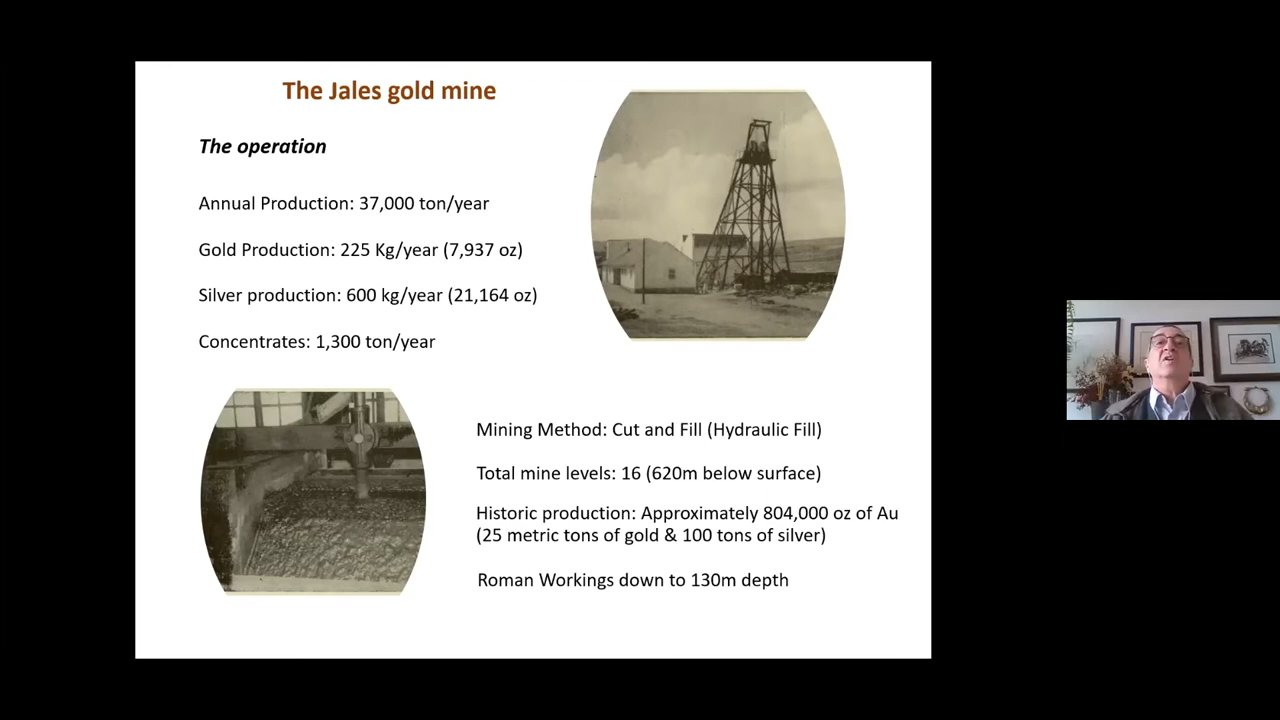 The Jales gold mine
The operation
Annual Production: 37,000 ton/year
Gold Production: 225 Kg/year (7,937 oz)
Silver production: 600 kg/year (21,164 oz)
Concentrates: 1,300 ton/year
Mining Method: Cut and Fill (Hydraulic Fill)
Total mine levels: 16 (620m below surface)
Historic production: Approximately 804,000 oz of Au
(25 metric tons of gold & 100 tons of silver)
Roman Workings down to 130m depth